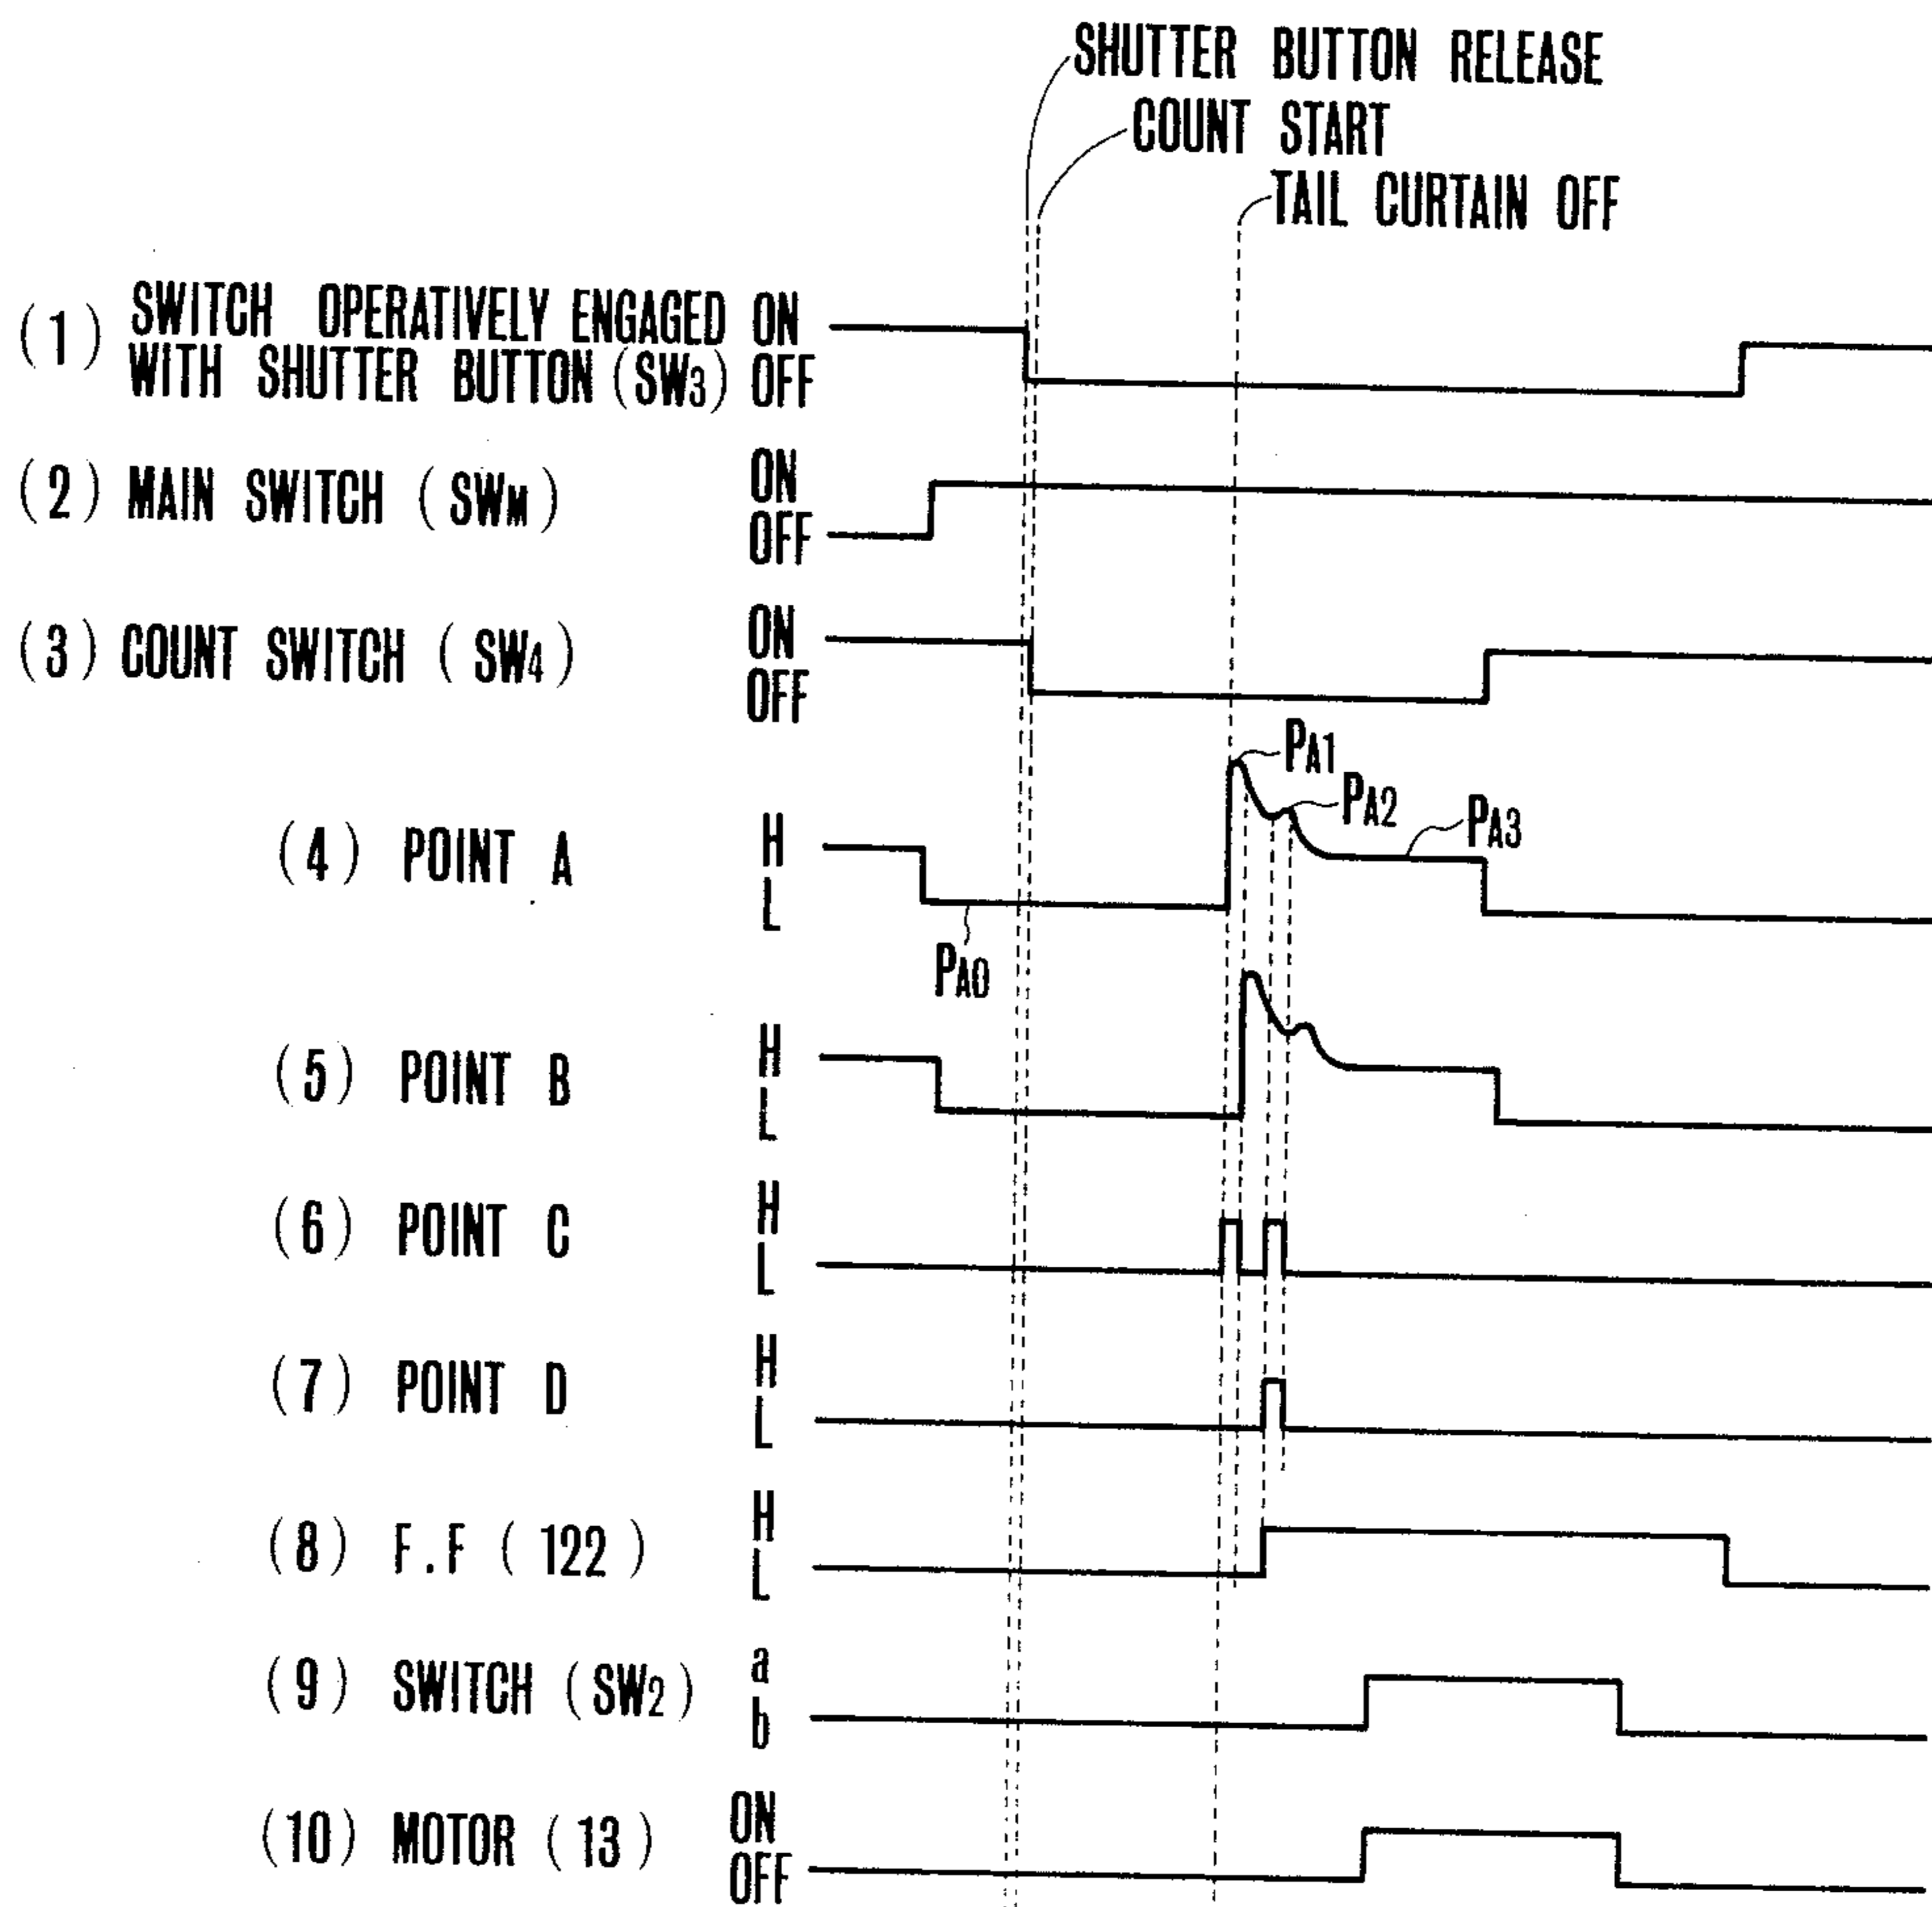 SHUTTER BUTTON RELEASE
COUNT START
TAIL CURTAIN OFF
(1) SWITCH OPERATIVELY ENGAGED ON
WITH SHUTTER BUTTON (SW3) OFF
(2) MAIN SWITCH (SWM) ON
OFF
(3) COUNT SWITCH (SW4) ON
OFF
PA1
PA2
PA3
(4) POINT A H
L
PA0
(5) POINT B H
L
(6) POINT C H
L
(7) POINT D H
L
(8) F.F (122) H
L
(9) SWITCH (SW2) a
b
(10) MOTOR (13) ON
OFF